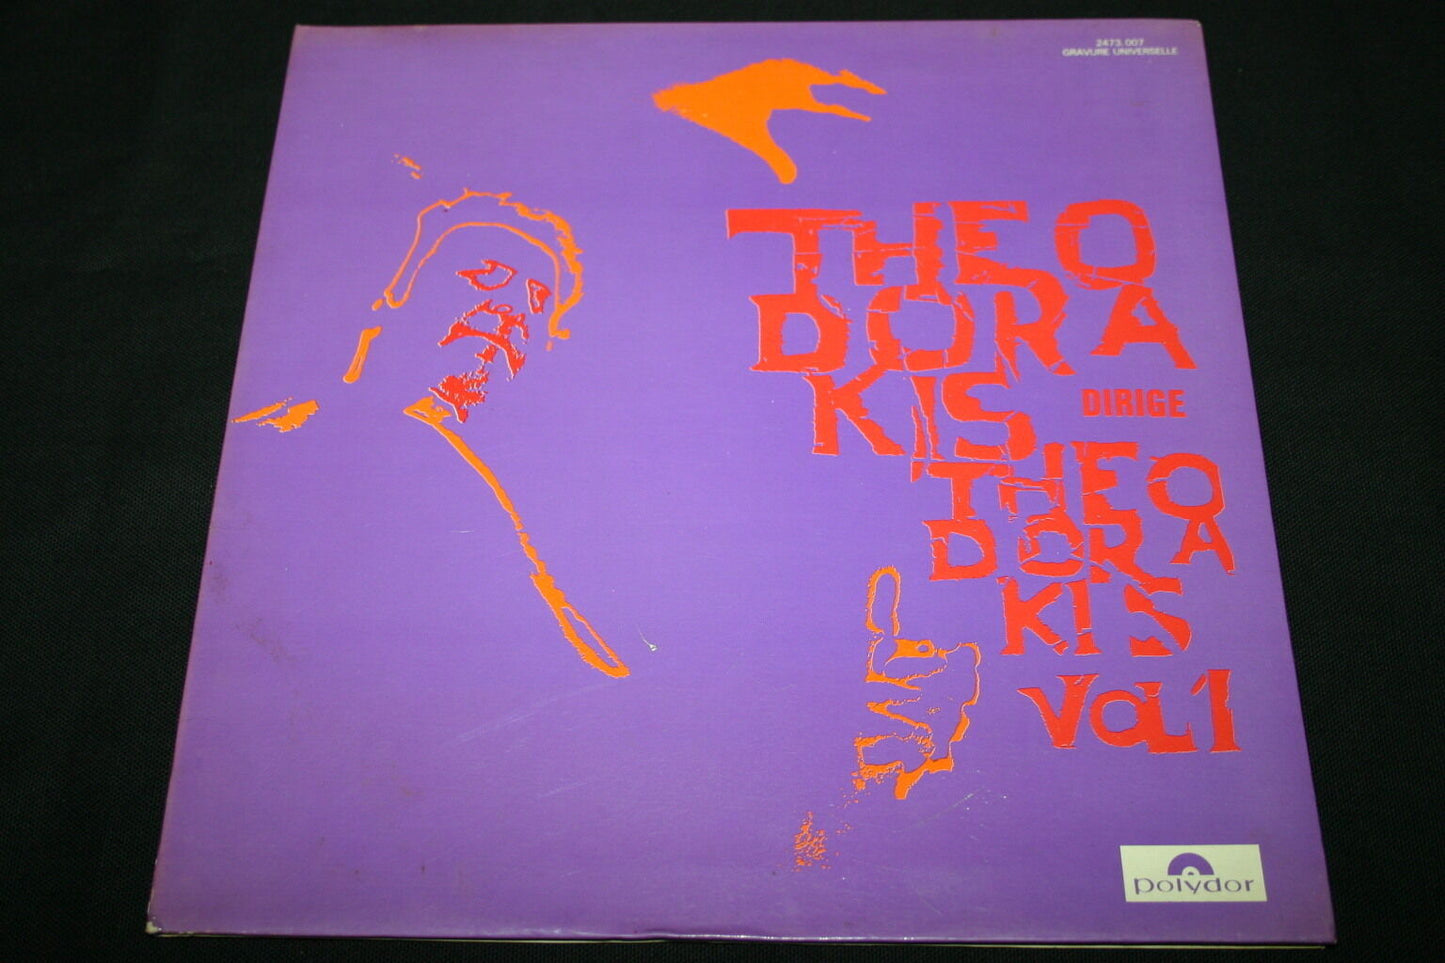 2473.007
GRAVURE UNIVERSELLE
THEO
DORA
KIS
DIRIGE
THEO
DORA
KIS
VOL 1
polydor